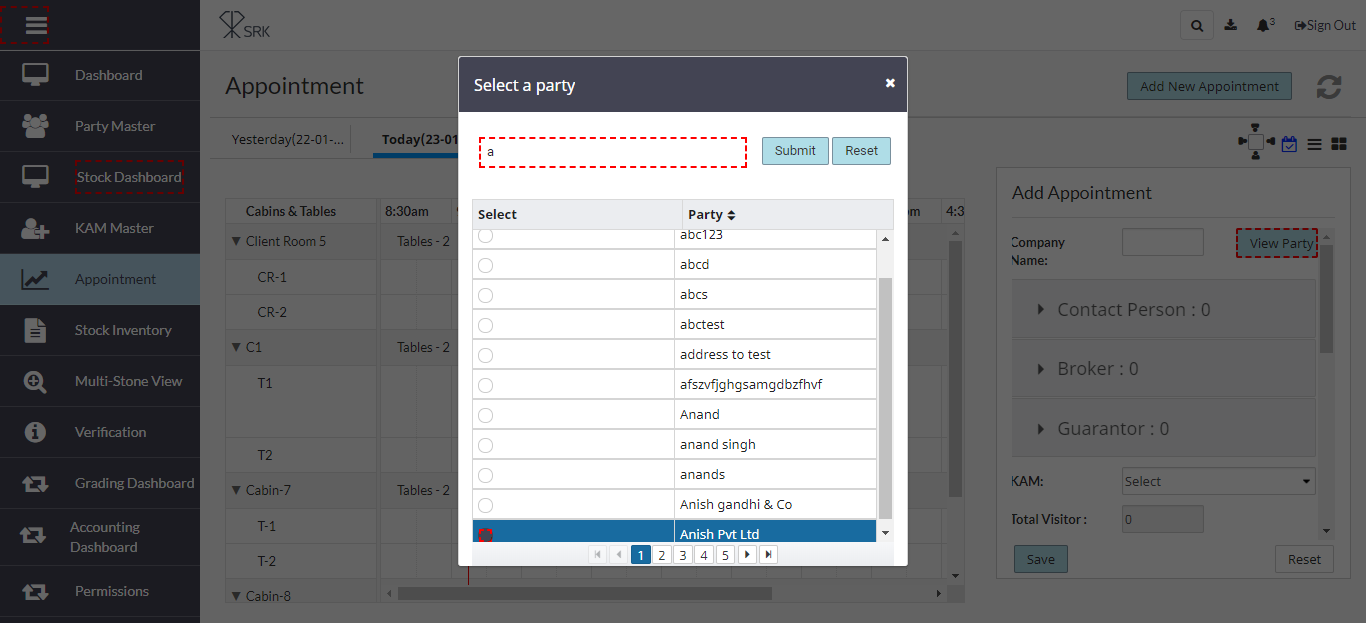 SRK
3
Sign Out
Dashboard
Party Master
Stock Dashboard
KAM Master
Appointment
Stock Inventory
Multi-Stone View
Verification
Grading Dashboard
Accounting
Dashboard
Permissions
Appointment
Add New Appointment
Yesterday(22-01-...
Today(23-01
Cabins & Tables
8:30am
4:3
Client Room 5
Tables - 2
CR-1
CR-2
C1
Tables - 2
T1
T2
Cabin-7
Tables - 2
T-1
T-2
Cabin-8
Select a party
a
Submit
Reset
Select
Party
abc123
abcd
abcs
abctest
address to test
afszvfjghgsamgdbzfhvf
Anand
anand singh
anands
Anish gandhi & Co
Anish Pvt Ltd
1 2 3 4 5
Add Appointment
Company
Name:
View Party
Contact Person : 0
Broker : 0
Guarantor : 0
KAM:
Select
Total Visitor :
0
Save
Reset